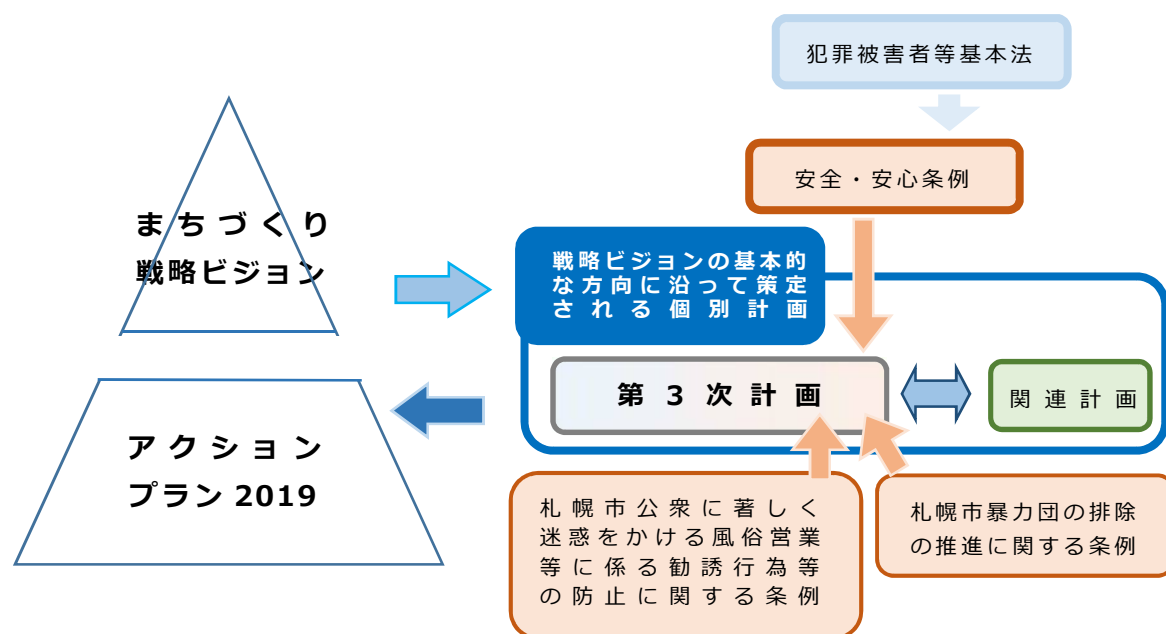 犯罪被害者等基本法
安全・安心条例
まちづくり
戦略ビジョン
戦略ビジョンの基本的
な方向に沿って策定
される個別計画
第3次計画
関連計画
アクション
プラン 2019
札幌市公衆に著しく
迷惑をかける風俗営業
等に係る勧誘行為等
の防止に関する条例
札幌市暴力団の排除
の推進に関する条例